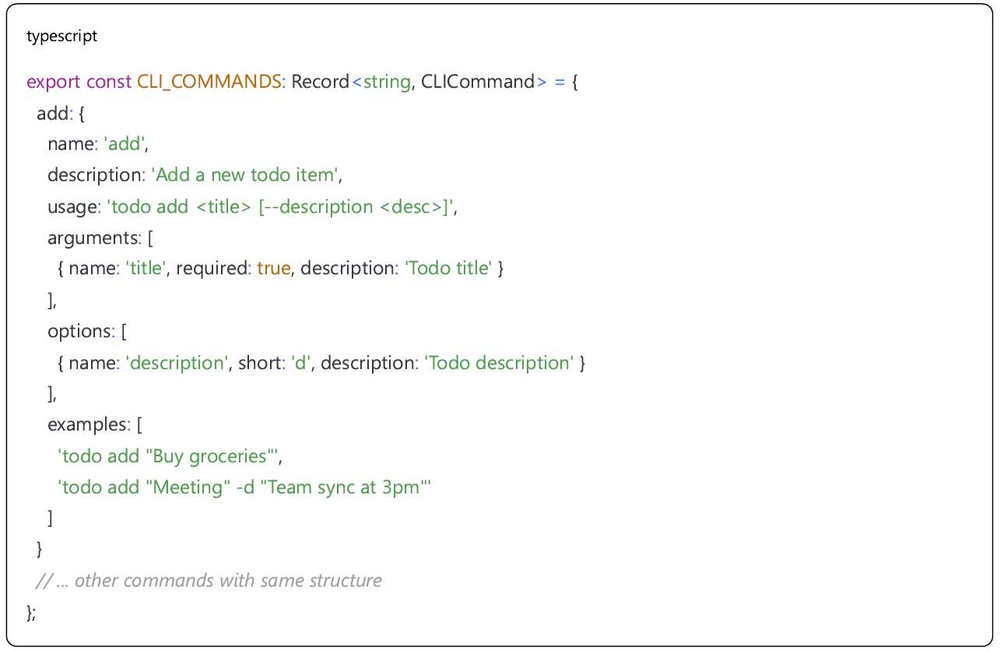 typescript
export const CLI_COMMANDS: Record<string, CLICommand> = {
  add: {
    name: 'add',
    description: 'Add a new todo item',
    usage: 'todo add <title> [--description <desc>]',
    arguments: [
      { name: 'title', required: true, description: 'Todo title' }
    ],
    options: [
      { name: 'description', short: 'd', description: 'Todo description' }
    ],
    examples: [
      'todo add "Buy groceries"',
      'todo add "Meeting" -d "Team sync at 3pm"'
    ]
  }
  // ... other commands with same structure
};